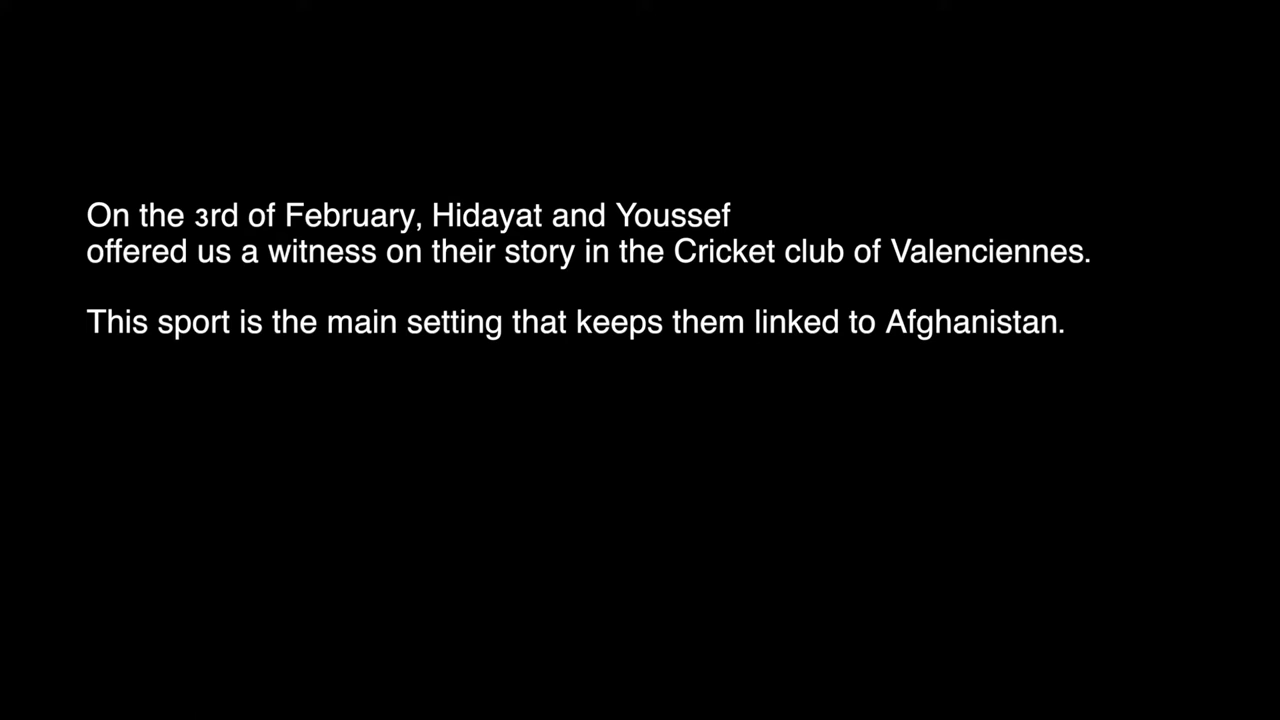 On the 3rd of February, Hidayat and Youssef
offered us a witness on their story in the Cricket club of Valenciennes.
This sport is the main setting that keeps them linked to Afghanistan.